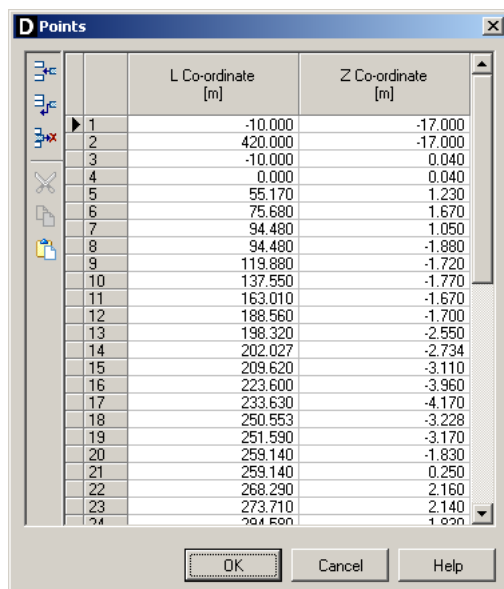 D Points
L Co-ordinate [m] Z Co-ordinate [m]
1 -10.000 -17.000
2 420.000 -17.000
3 -10.000 0.040
4 0.000 0.040
5 55.170 1.230
6 75.680 1.670
7 94.480 1.050
8 94.480 -1.880
9 119.880 -1.720
10 137.550 -1.770
11 163.010 -1.670
12 188.560 -1.700
13 198.320 -2.550
14 202.027 -2.734
15 209.620 -3.110
16 223.600 -3.960
17 233.630 -4.170
18 250.553 -3.228
19 251.590 -3.170
20 259.140 -1.830
21 259.140 0.250
22 268.290 2.160
23 273.710 2.140
24 294.580 1.820
OK Cancel Help